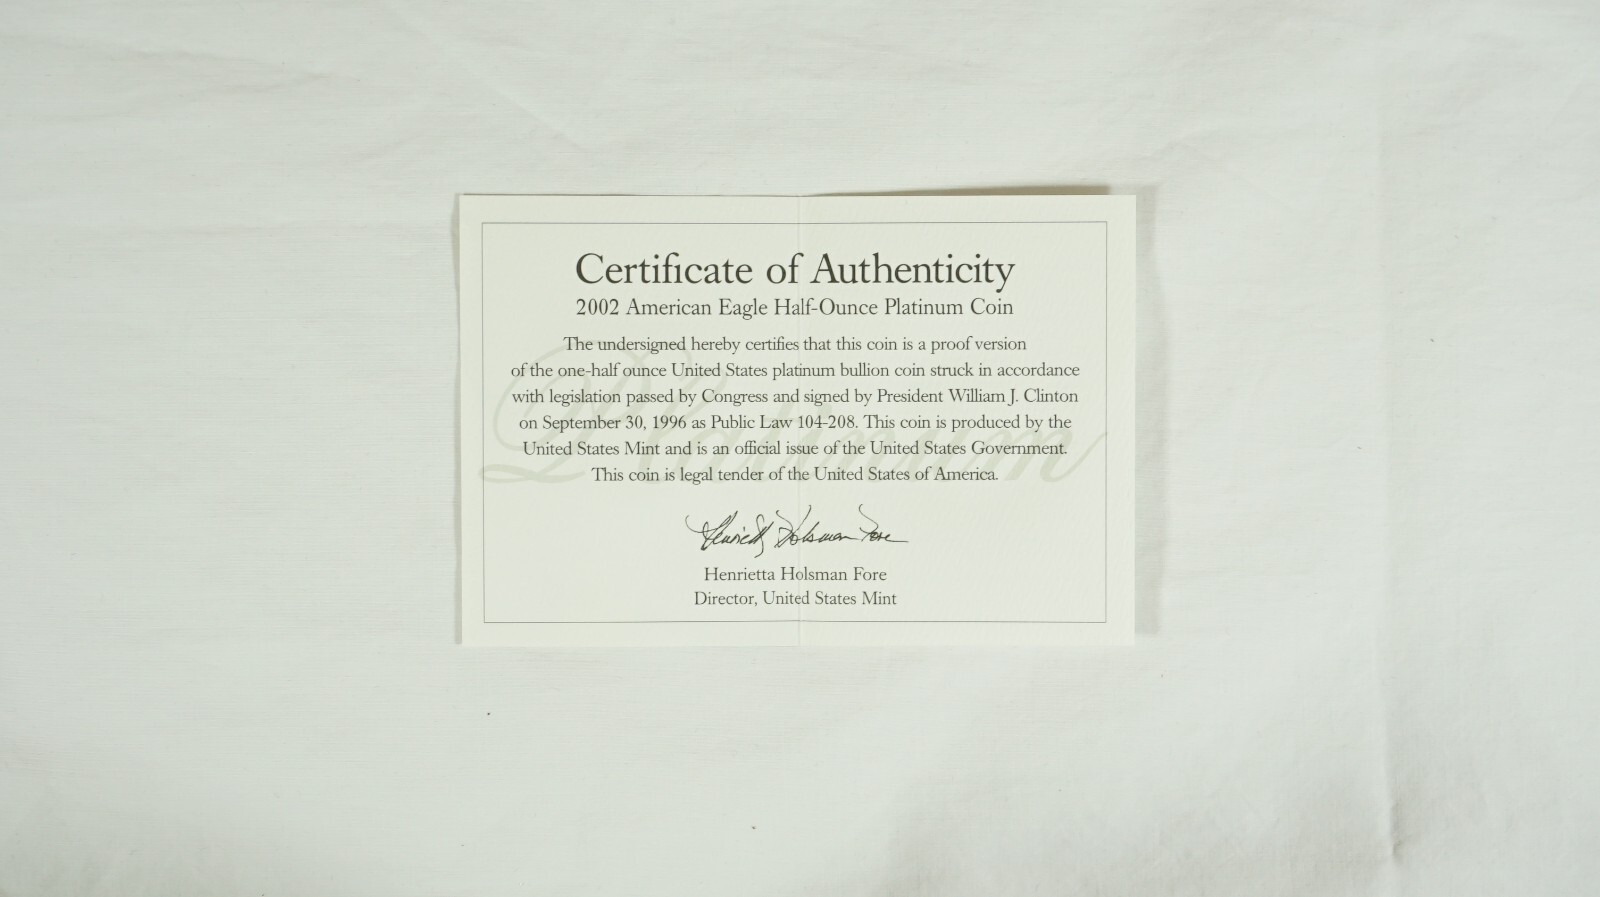 Certificate of Authenticity
2002 American Eagle Half-Ounce Platinum Coin
The undersigned hereby certifies that this coin is a proof version
of the one-half ounce United States platinum bullion coin struck in accordance
with legislation passed by Congress and signed by President William J. Clinton
on September 30, 1996 as Public Law 104-208. This coin is produced by the
United States Mint and is an official issue of the United States Government.
This coin is legal tender of the United States of America.
Platinum
Henrietta Holsman Fore
Henrietta Holsman Fore
Director, United States Mint